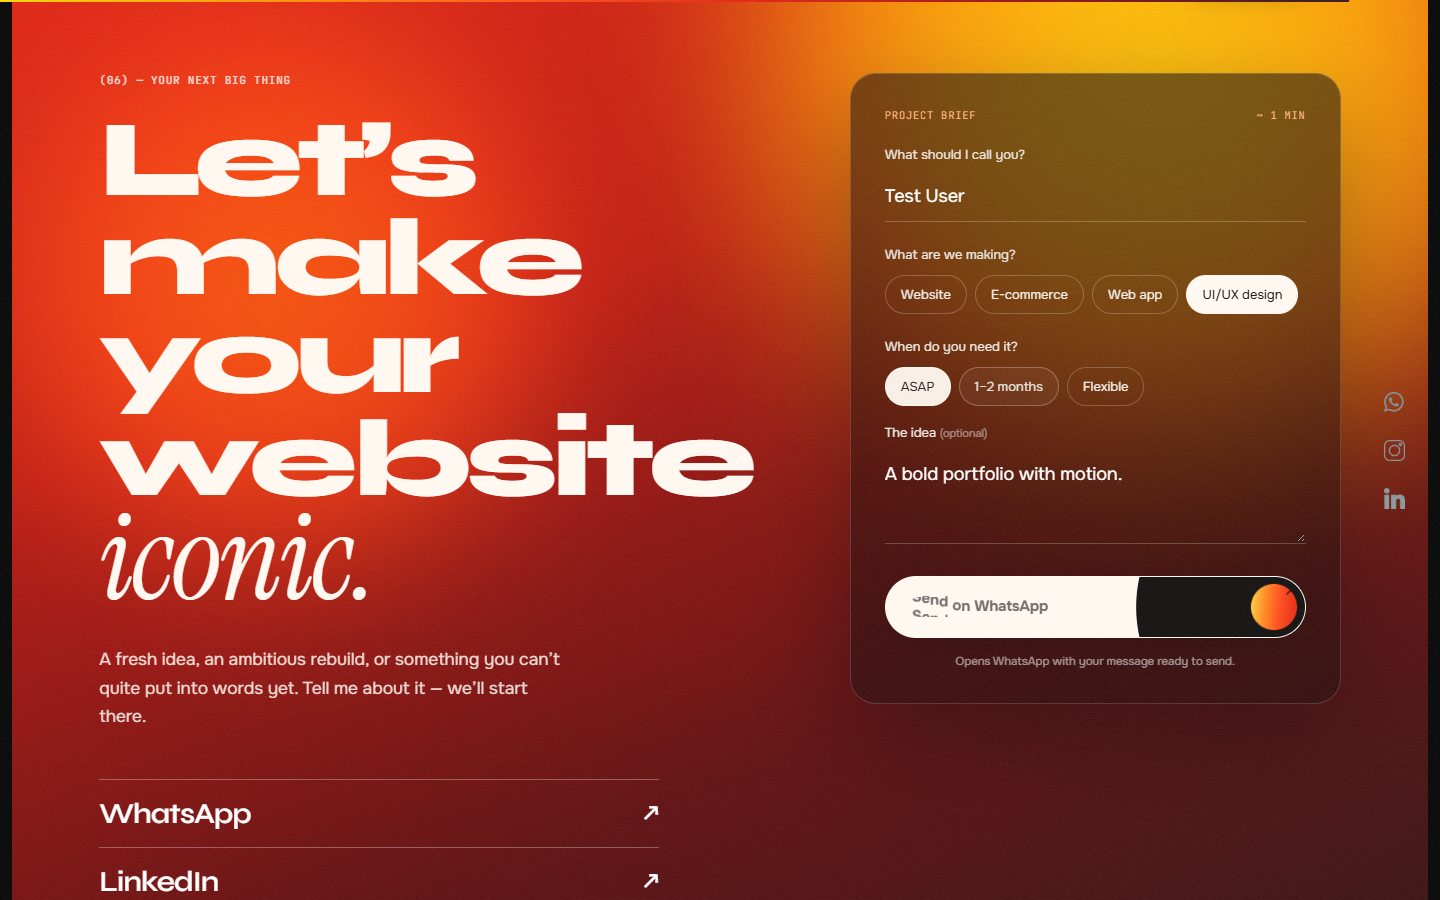 (06) — YOUR NEXT BIG THING
Let’s
make
your
website
iconic.
A fresh idea, an ambitious rebuild, or something you can’t
quite put into words yet. Tell me about it — we’ll start
there.
WhatsApp
LinkedIn
PROJECT BRIEF ~ 1 MIN
What should I call you?
Test User
What are we making?
Website E-commerce Web app UI/UX design
When do you need it?
ASAP 1–2 months Flexible
The idea (optional)
A bold portfolio with motion.
Send on WhatsApp
Opens WhatsApp with your message ready to send.
in